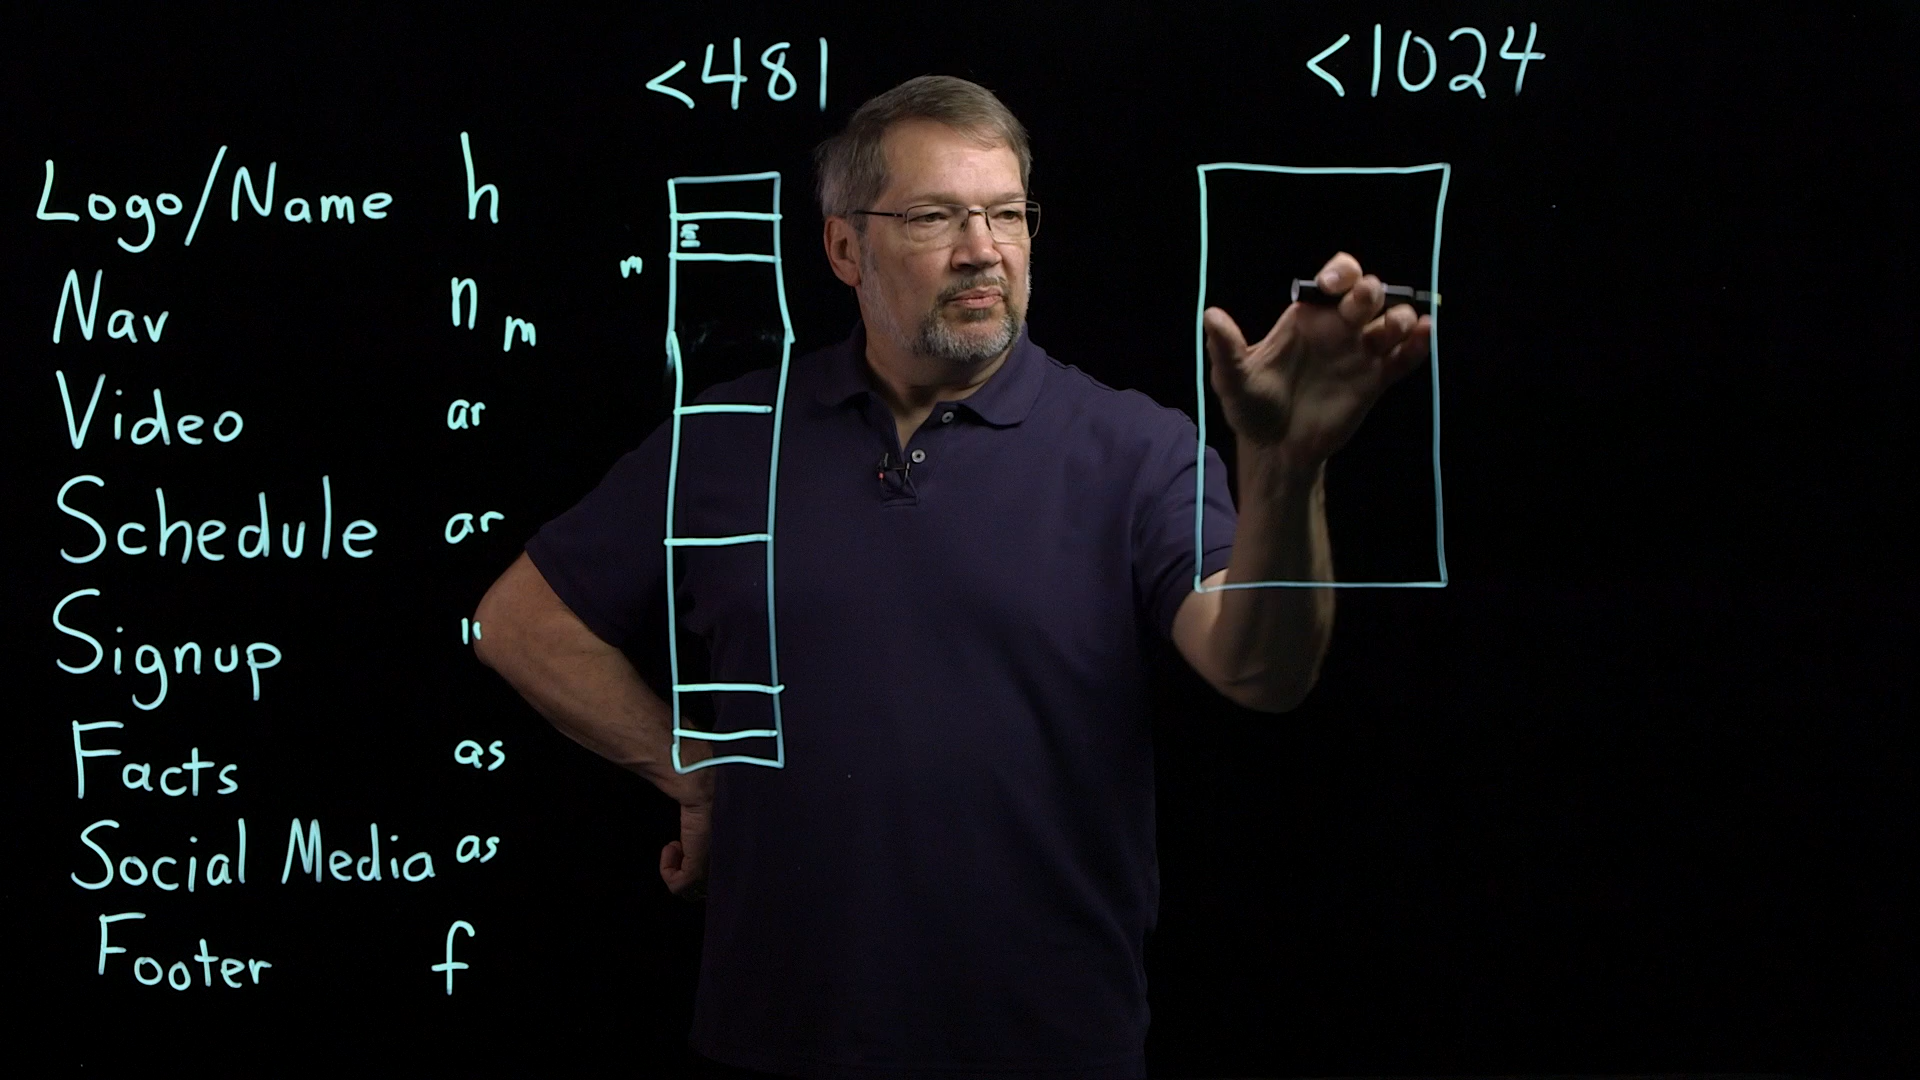 <481
<1024
Logo/Name h
Nav n m
m
Video ar
Schedule ar
Signup "
Facts as
Social Media as
Footer f